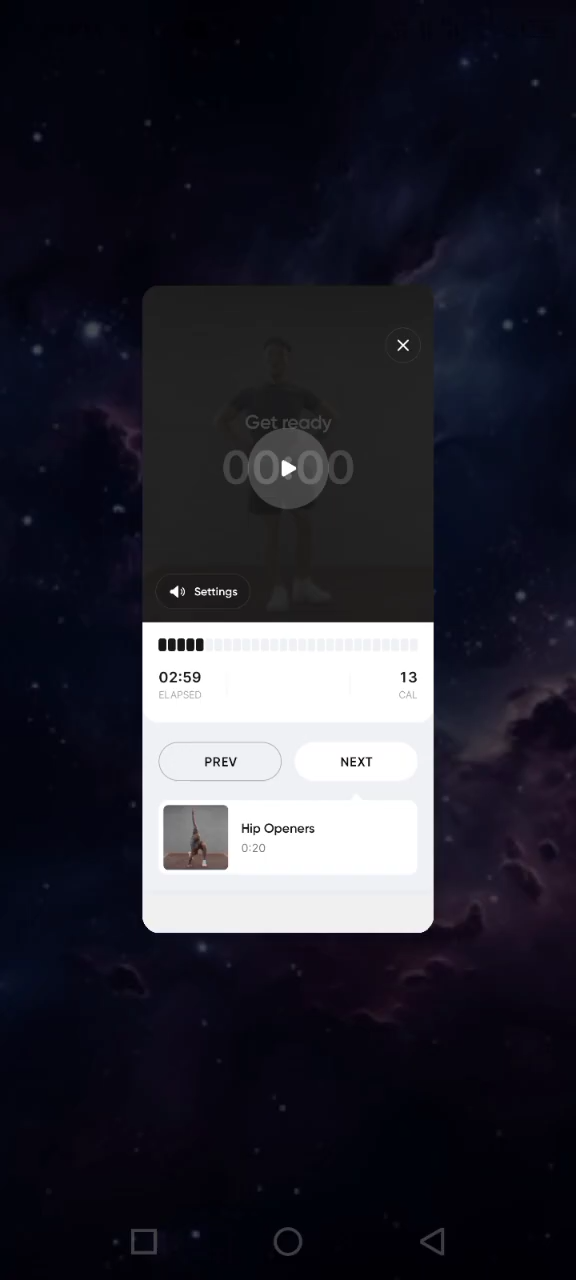 Get ready
00:00
Settings
02:59
13
ELAPSED
CAL
PREV
NEXT
Hip Openers
0:20